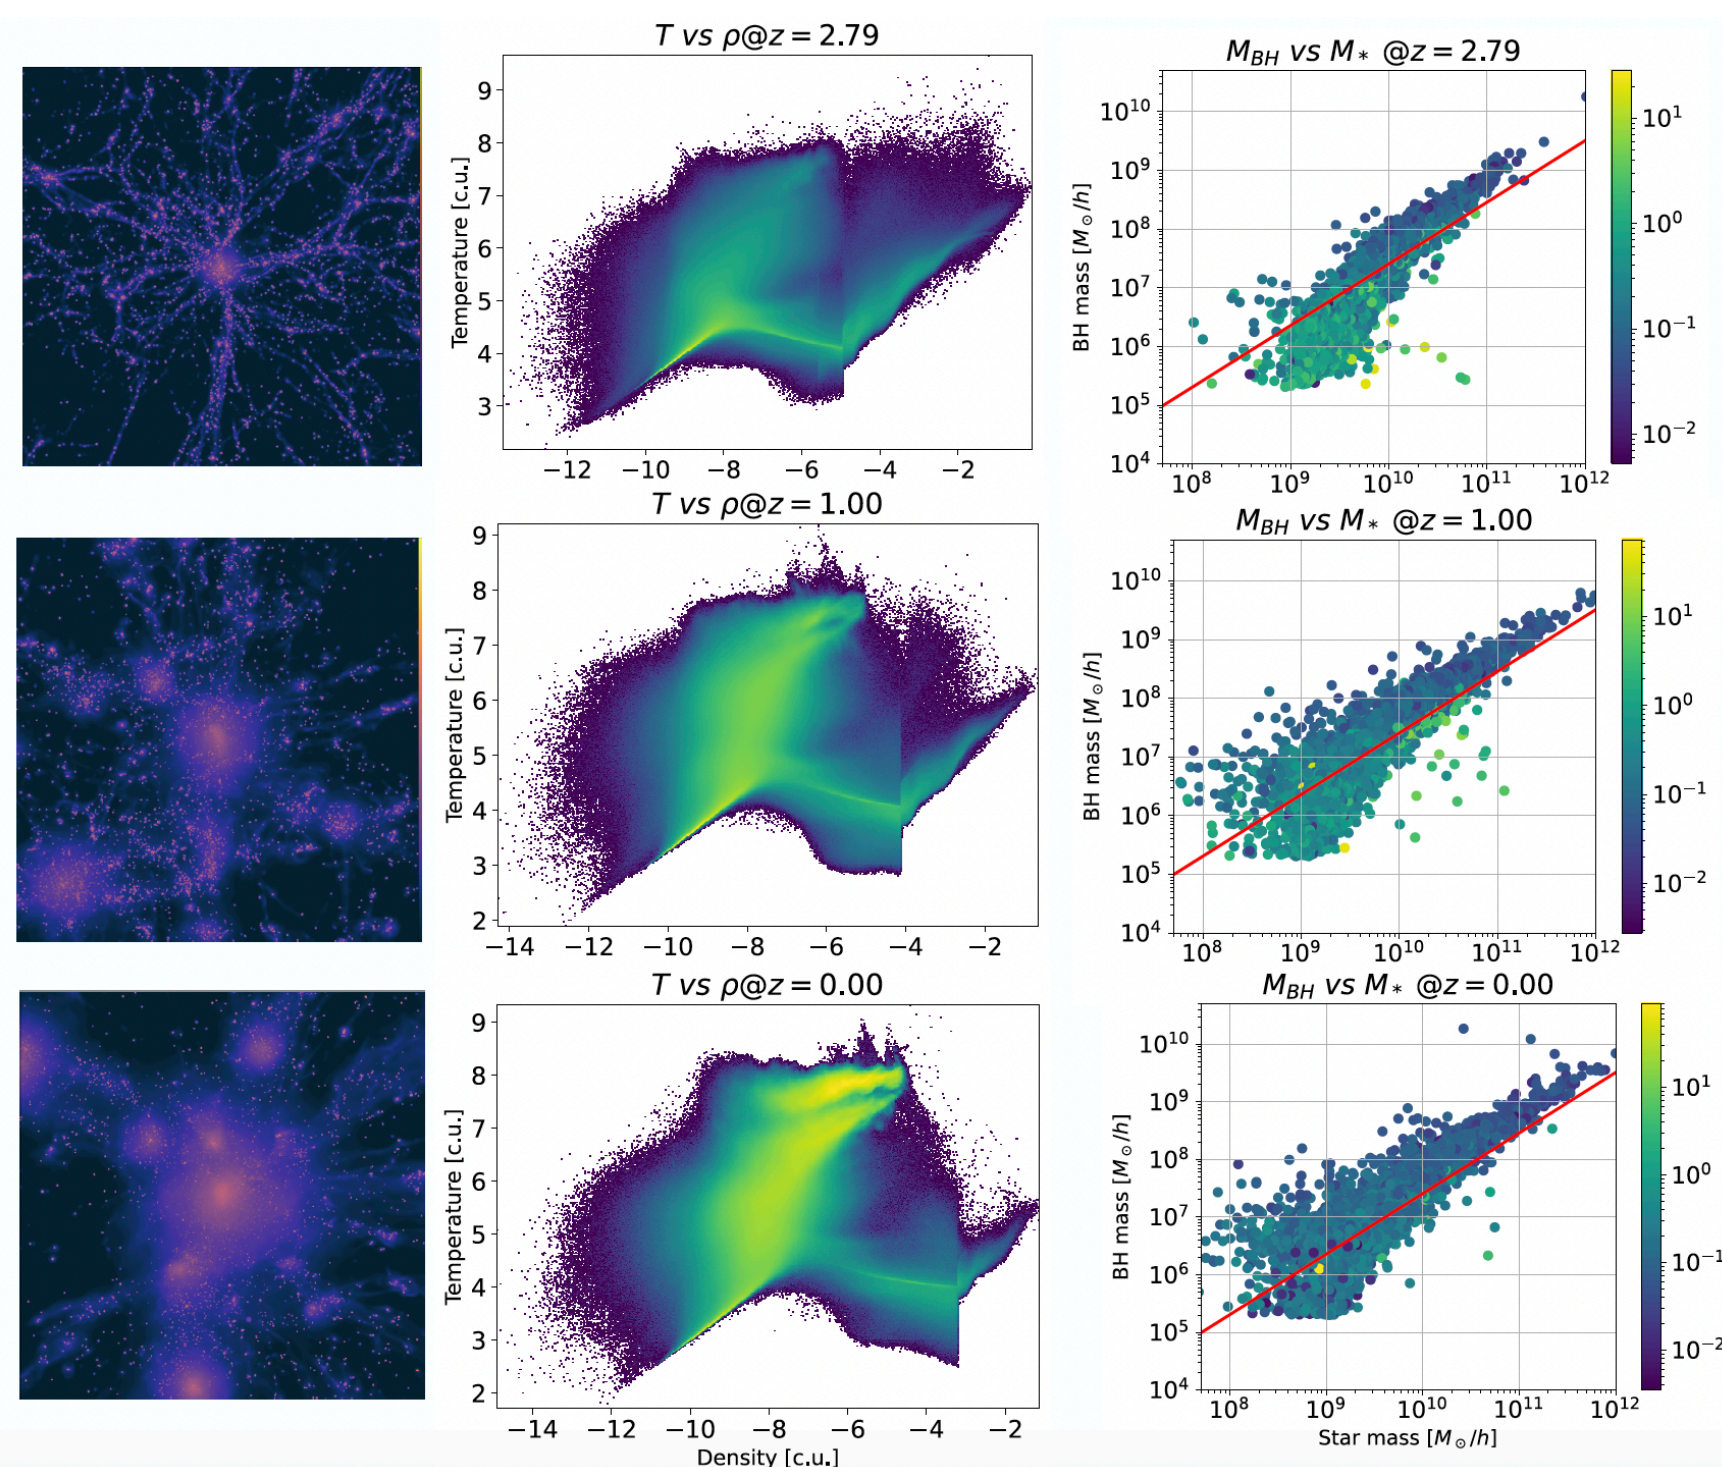 T vs ρ@z = 2.79
9
8
7
6
5
4
3
Temperature [c.u.]
−12 −10 −8 −6 −4 −2
M_BH vs M_* @z = 2.79
10^10
10^9
10^8
10^7
10^6
10^5
10^4
BH mass [M_⊙/h]
10^8 10^9 10^10 10^11 10^12
10^1
10^0
10^−1
10^−2
T vs ρ@z = 1.00
9
8
7
6
5
4
3
2
Temperature [c.u.]
−14 −12 −10 −8 −6 −4 −2
M_BH vs M_* @z = 1.00
10^10
10^9
10^8
10^7
10^6
10^5
10^4
BH mass [M_⊙/h]
10^8 10^9 10^10 10^11 10^12
10^1
10^0
10^−1
10^−2
T vs ρ@z = 0.00
9
8
7
6
5
4
3
2
Temperature [c.u.]
−14 −12 −10 −8 −6 −4 −2
Density [c.u.]
M_BH vs M_* @z = 0.00
10^10
10^9
10^8
10^7
10^6
10^5
10^4
BH mass [M_⊙/h]
10^8 10^9 10^10 10^11 10^12
Star mass [M_⊙/h]
10^1
10^0
10^−1
10^−2